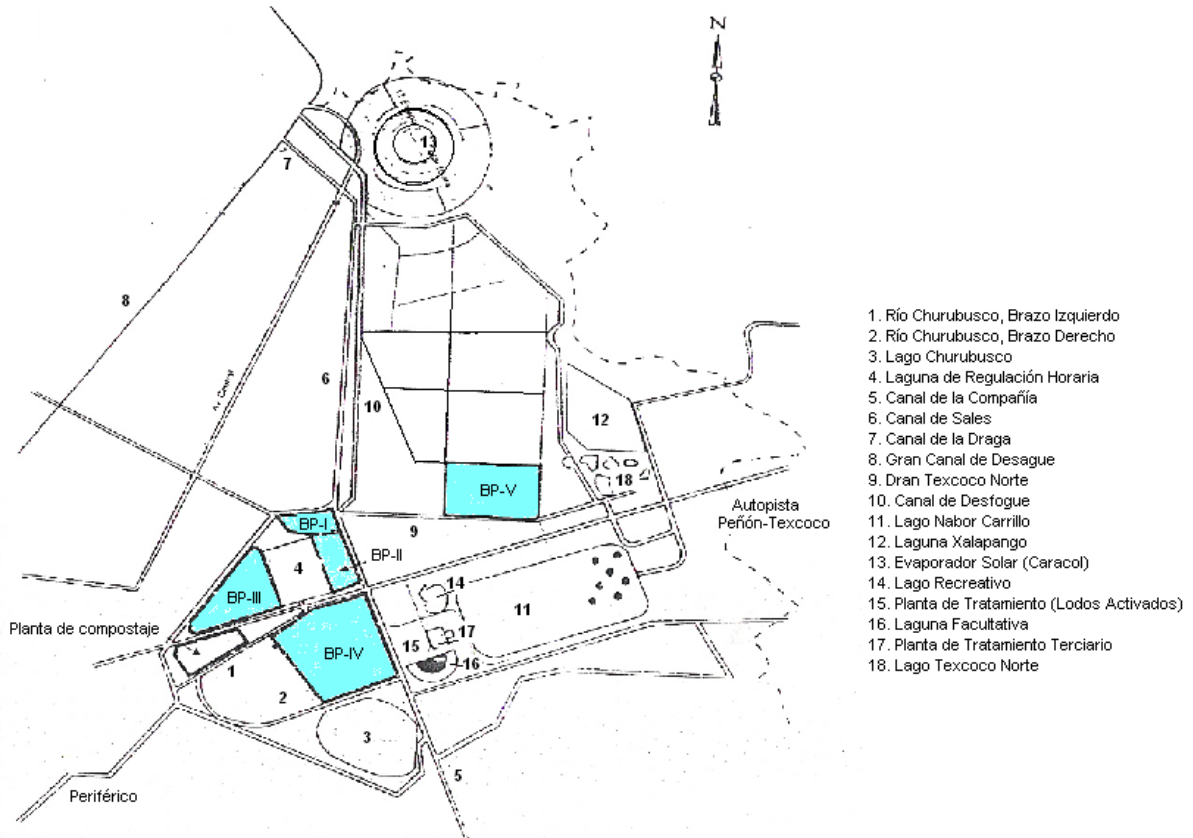 N
13
7
8
6
10
12
18
Av. Central
BP-V
Autopista
Peñón-Texcoco
9
BP-I
BP-II
4
BP-III
14
11
Planta de compostaje
BP-IV
15
17
16
1
2
3
5
Periférico
1. Río Churubusco, Brazo Izquierdo
2. Río Churubusco, Brazo Derecho
3. Lago Churubusco
4. Laguna de Regulación Horaria
5. Canal de la Compañía
6. Canal de Sales
7. Canal de la Draga
8. Gran Canal de Desague
9. Dran Texcoco Norte
10. Canal de Desfogue
11. Lago Nabor Carrillo
12. Laguna Xalapango
13. Evaporador Solar (Caracol)
14. Lago Recreativo
15. Planta de Tratamiento (Lodos Activados)
16. Laguna Facultativa
17. Planta de Tratamiento Terciario
18. Lago Texcoco Norte